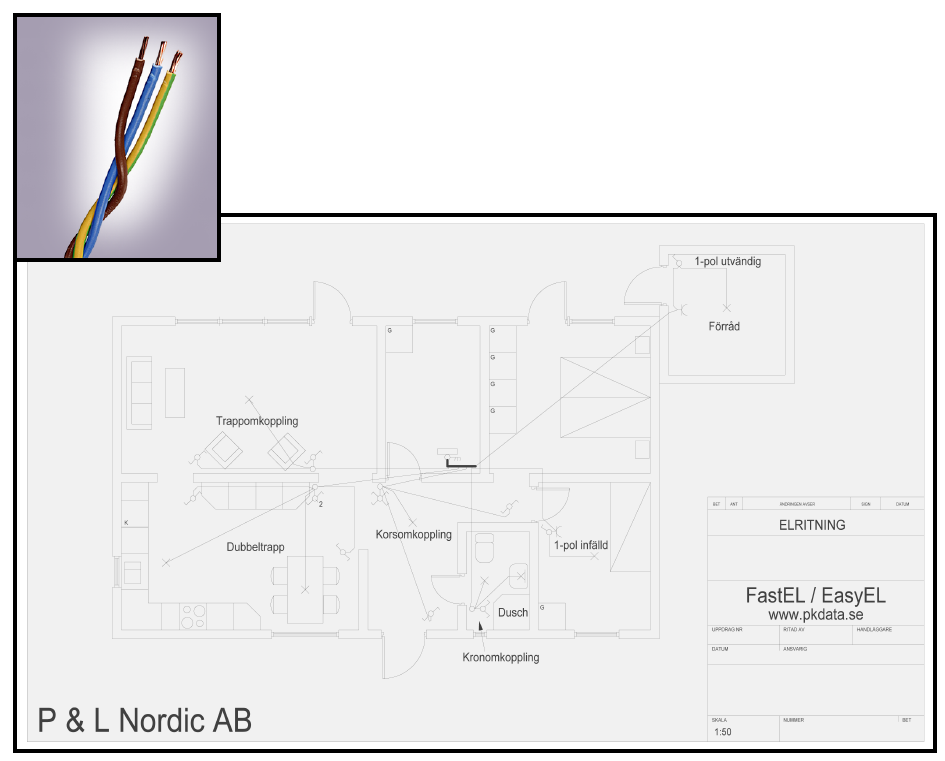 1-pol utvändig
Förråd
G
G
G
G
G
Trappomkoppling
K
2
Dubbeltrapp
Korsomkoppling
1-pol infälld
Dusch
G
Kronomkoppling
P & L Nordic AB
BET ANT ÄNDRINGEN AVSER SIGN DATUM
ELRITNING
FastEL / EasyEL
www.pkdata.se
UPPDRAG NR RITAD AV HANDLÄGGARE
DATUM ANSVARIG
SKALA NUMMER BET
1:50